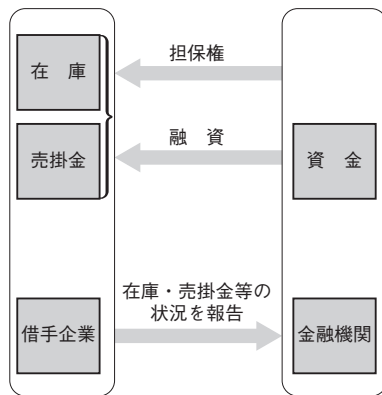 在　庫
担保権
売掛金
融　資
資　金
在庫・売掛金等の
状況を報告
借手企業
金融機関